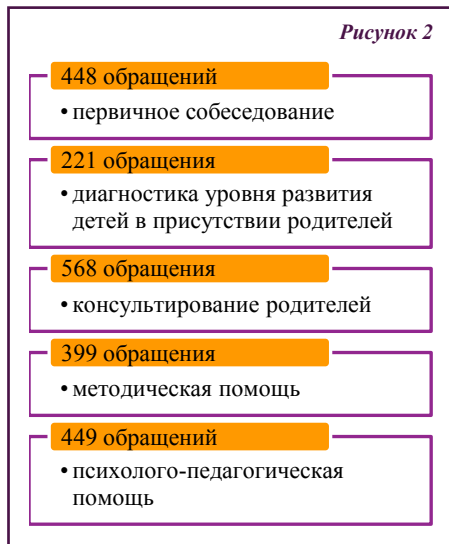 Рисунок 2
448 обращений
• первичное собеседование
221 обращения
• диагностика уровня развития
детей в присутствии родителей
568 обращения
• консультирование родителей
399 обращения
• методическая помощь
449 обращений
• психолого-педагогическая
помощь